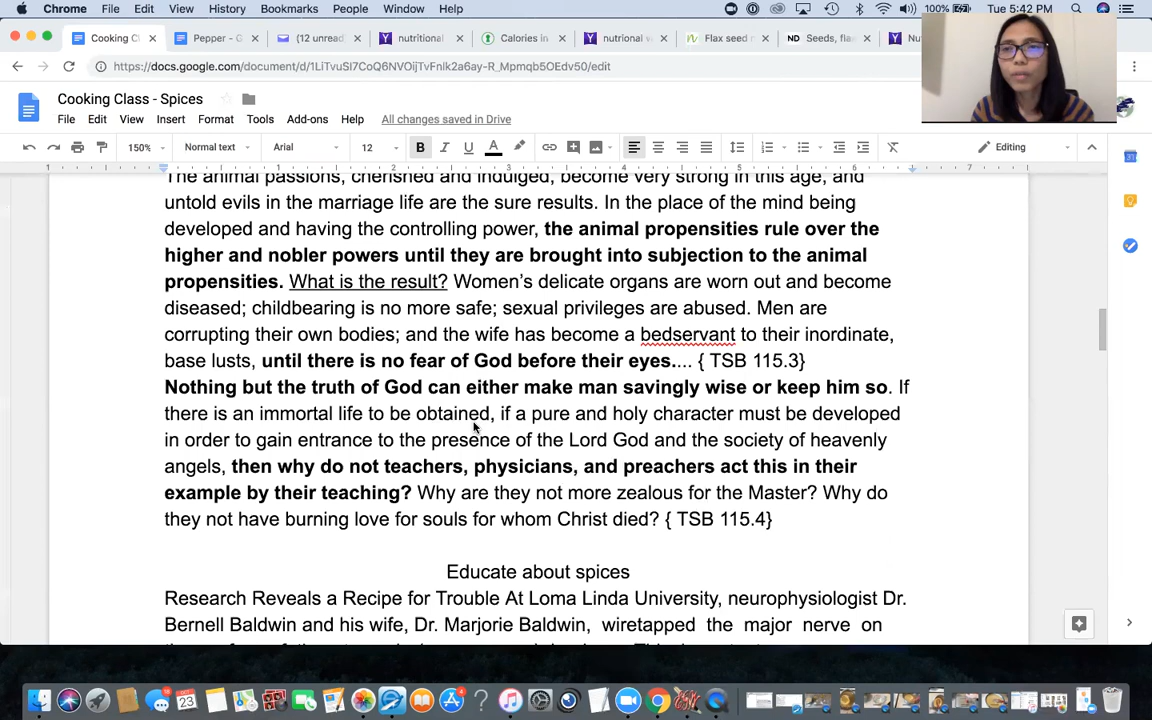 Chrome File Edit View History Bookmarks People Window Help 100% Tue 5:42 PM
Cooking C Pepper - G (12 unread) nutritional Calories in nutrional Flax seed ND Seeds, fla
https://docs.google.com/document/d/1LiTvuSl7CoQ6NVOijTvFnlk2a6ay-R_Mpmqb5OEdv50/edit
Cooking Class - Spices
File Edit View Insert Format Tools Add-ons Help All changes saved in Drive
150% Normal text Arial 12 B I U A Editing
1 1 2 3 4 5 6 7
The animal passions, cherished and indulged, become very strong in this age, and
untold evils in the marriage life are the sure results. In the place of the mind being
developed and having the controlling power, the animal propensities rule over the
higher and nobler powers until they are brought into subjection to the animal
propensities. What is the result? Women's delicate organs are worn out and become
diseased; childbearing is no more safe; sexual privileges are abused. Men are
corrupting their own bodies; and the wife has become a bedservant to their inordinate,
base lusts, until there is no fear of God before their eyes.... { TSB 115.3}
Nothing but the truth of God can either make man savingly wise or keep him so. If
there is an immortal life to be obtained, if a pure and holy character must be developed
in order to gain entrance to the presence of the Lord God and the society of heavenly
angels, then why do not teachers, physicians, and preachers act this in their
example by their teaching? Why are they not more zealous for the Master? Why do
they not have burning love for souls for whom Christ died? { TSB 115.4}
Educate about spices
Research Reveals a Recipe for Trouble At Loma Linda University, neurophysiologist Dr.
Bernell Baldwin and his wife, Dr. Marjorie Baldwin, wiretapped the major nerve on